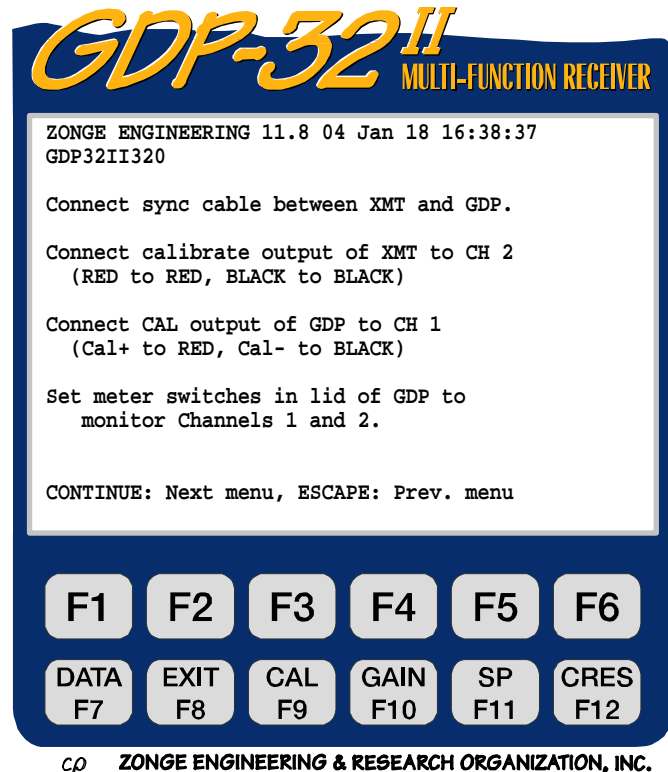 GDP-32 II
MULTI-FUNCTION RECEIVER
ZONGE ENGINEERING 11.8 04 Jan 18 16:38:37
GDP32II320
Connect sync cable between XMT and GDP.
Connect calibrate output of XMT to CH 2
(RED to RED, BLACK to BLACK)
Connect CAL output of GDP to CH 1
(Cal+ to RED, Cal- to BLACK)
Set meter switches in lid of GDP to
monitor Channels 1 and 2.
CONTINUE: Next menu, ESCAPE: Prev. menu
F1 F2 F3 F4 F5 F6
DATA EXIT CAL GAIN SP CRES
F7 F8 F9 F10 F11 F12
ZONGE ENGINEERING & RESEARCH ORGANIZATION, INC.